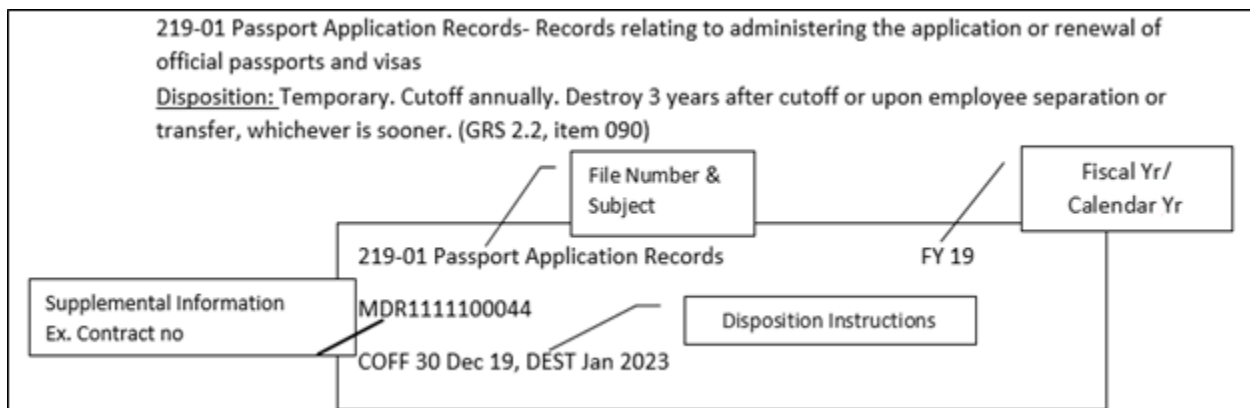 219-01 Passport Application Records- Records relating to administering the application or renewal of
official passports and visas
Disposition: Temporary. Cutoff annually. Destroy 3 years after cutoff or upon employee separation or
transfer, whichever is sooner. (GRS 2.2, item 090)
File Number &
Subject
Fiscal Yr/
Calendar Yr
219-01 Passport Application Records FY 19
Supplemental Information
Ex. Contract no
MDR1111100044
Disposition Instructions
COFF 30 Dec 19, DEST Jan 2023